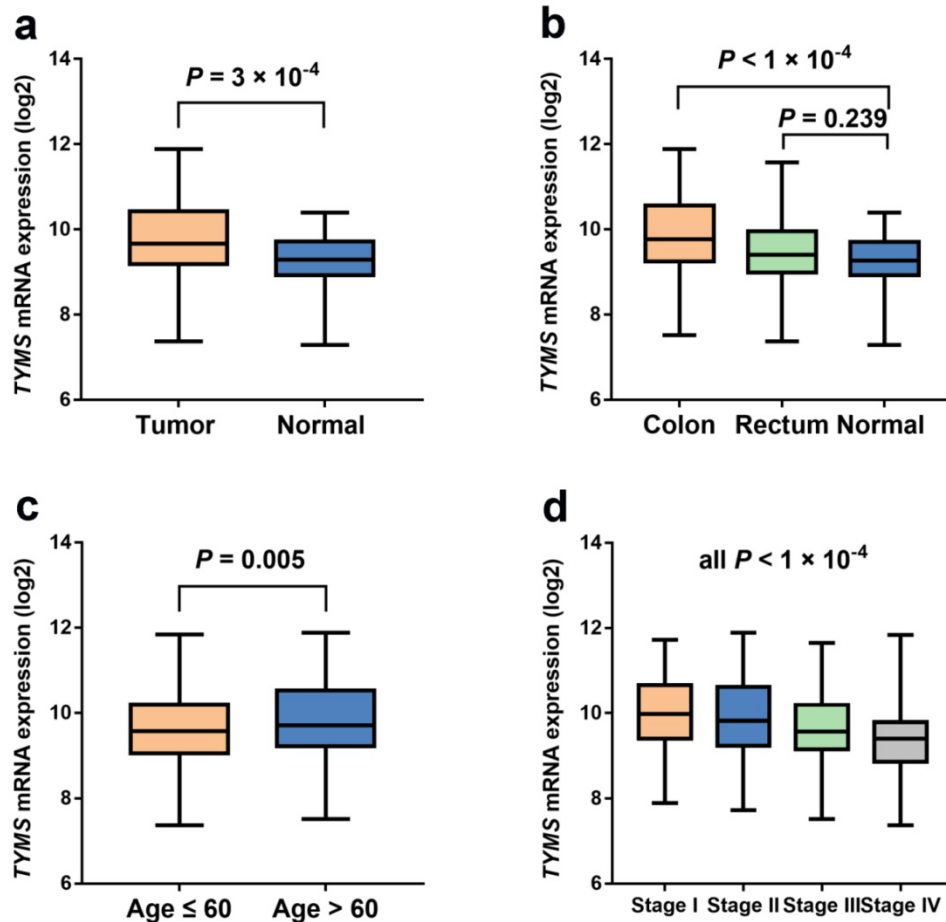 a
P = 3 × 10-4
TYMS mRNA expression (log2)
14
12
10
8
6
Tumor Normal
b
P < 1 × 10-4
P = 0.239
TYMS mRNA expression (log2)
14
12
10
8
6
Colon Rectum Normal
c
P = 0.005
TYMS mRNA expression (log2)
14
12
10
8
6
Age ≤ 60 Age > 60
d
all P < 1 × 10-4
TYMS mRNA expression (log2)
14
12
10
8
6
Stage I Stage II Stage III Stage IV